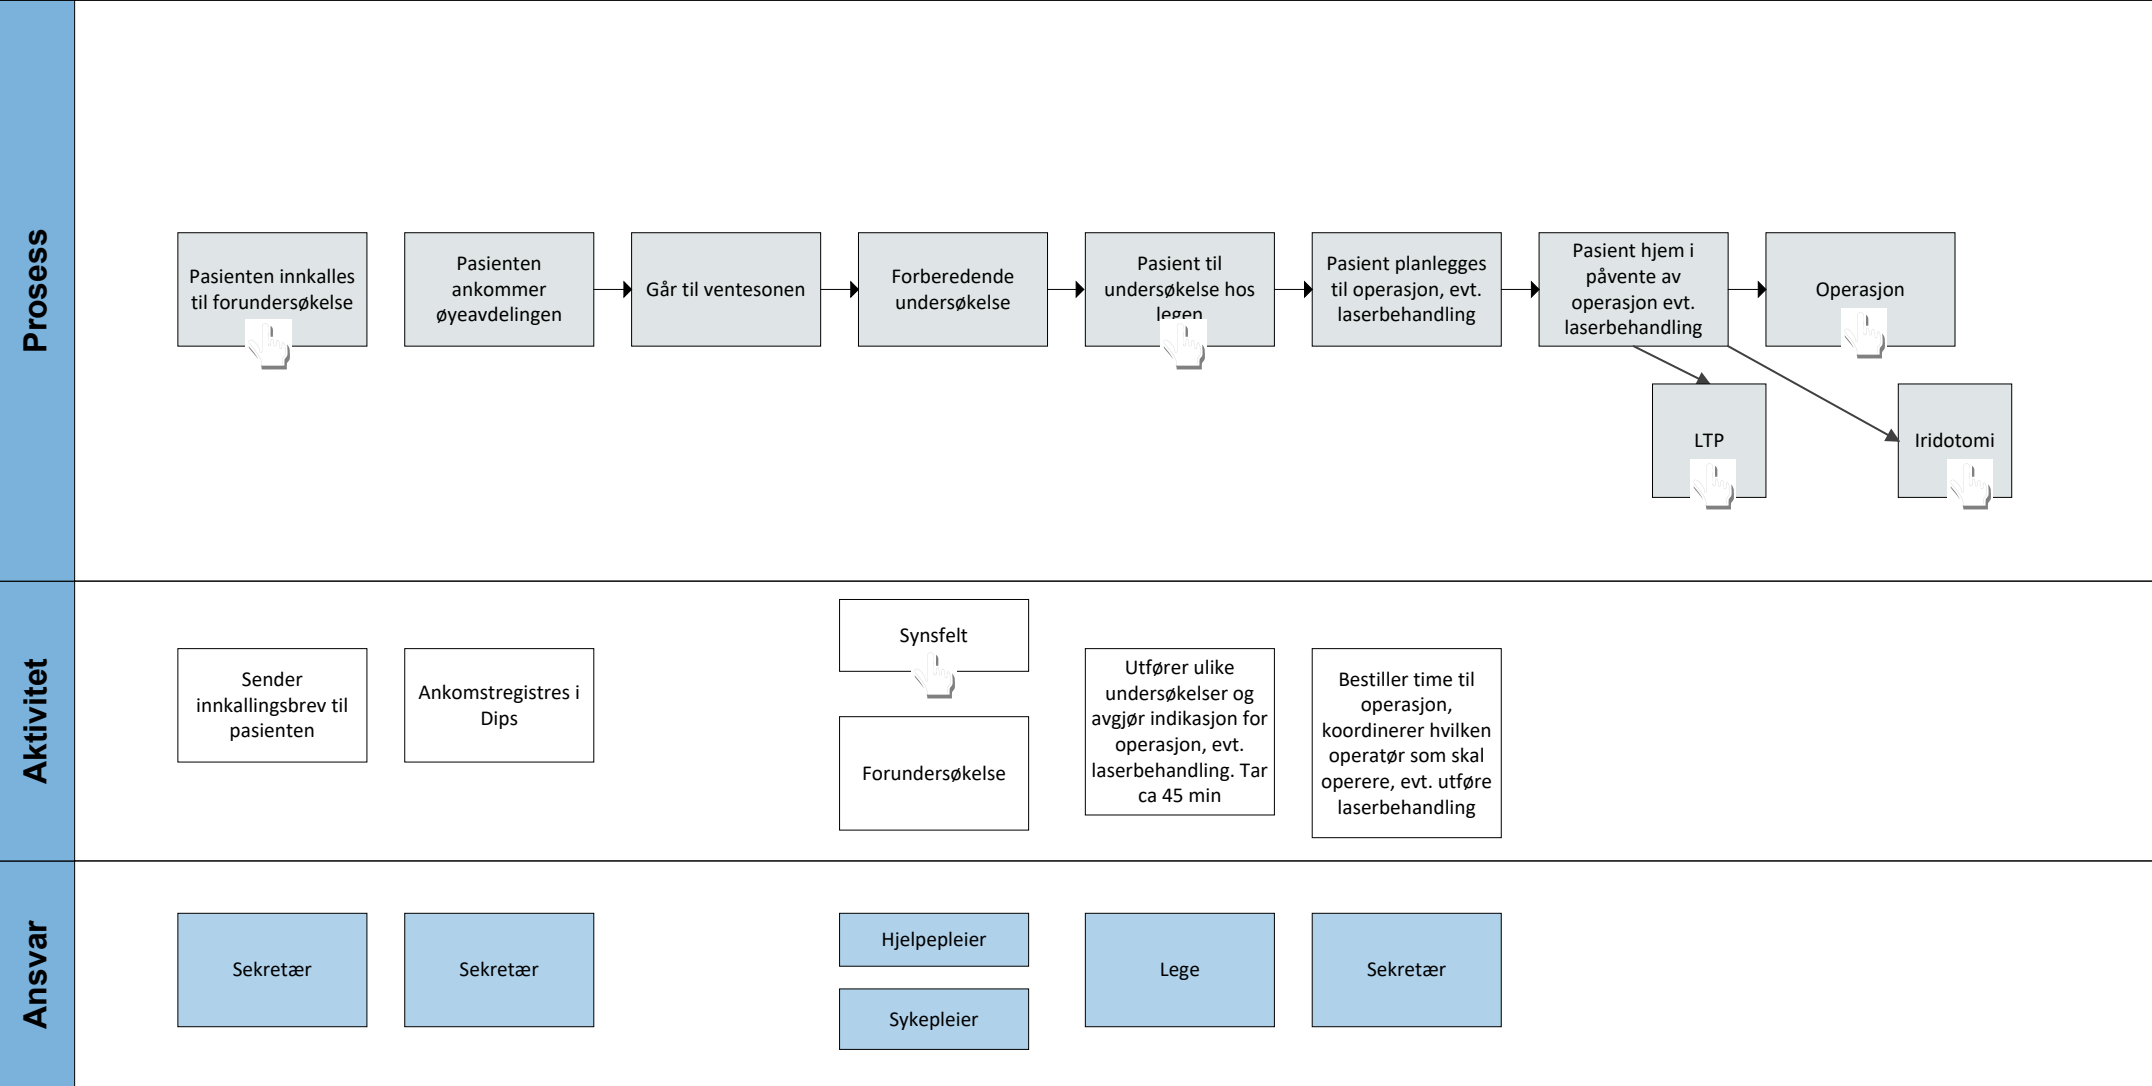 Prosess
Pasienten innkalles
til forundersøkelse
Pasienten
ankommer
øyeavdelingen
Går til ventesonen
Forberedende
undersøkelse
Pasient til
undersøkelse hos
legen
Pasient planlegges
til operasjon, evt.
laserbehandling
Pasient hjem i
påvente av
operasjon evt.
laserbehandling
Operasjon
LTP
Iridotomi
Aktivitet
Sender
innkallingsbrev til
pasienten
Ankomstregistres i
Dips
Synsfelt
Forundersøkelse
Utfører ulike
undersøkelser og
avgjør indikasjon for
operasjon, evt.
laserbehandling. Tar
ca 45 min
Bestiller time til
operasjon,
koordinerer hvilken
operatør som skal
operere, evt. utføre
laserbehandling
Ansvar
Sekretær
Sekretær
Hjelpepleier
Sykepleier
Lege
Sekretær